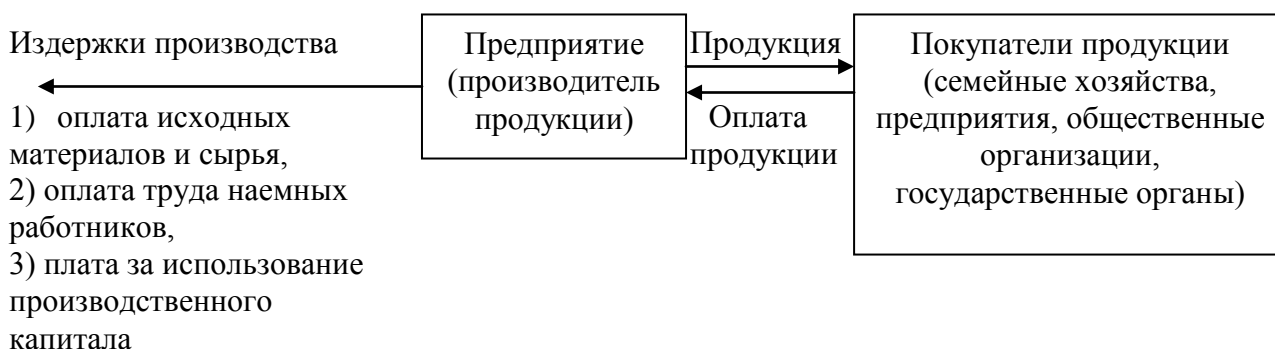 Издержки производства
1) оплата исходных
материалов и сырья,
2) оплата труда наемных
работников,
3) плата за использование
производственного
капитала
Предприятие
(производитель
продукции)
Продукция
Оплата
продукции
Покупатели продукции
(семейные хозяйства,
предприятия, общественные
организации,
государственные органы)